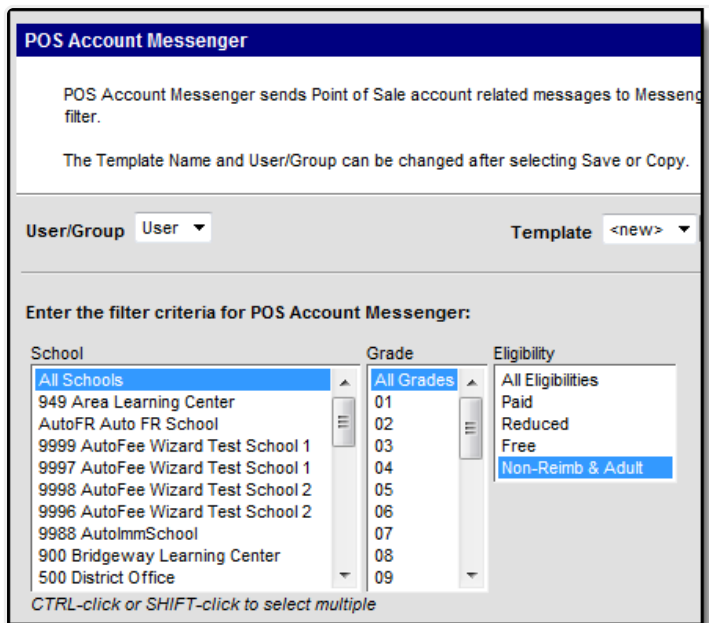 POS Account Messenger
POS Account Messenger sends Point of Sale account related messages to Messeng
filter.
The Template Name and User/Group can be changed after selecting Save or Copy.
User/Group User Template <new>
Enter the filter criteria for POS Account Messenger:
School Grade Eligibility
All Schools All Grades All Eligibilities
949 Area Learning Center 01 Paid
AutoFR Auto FR School 02 Reduced
9999 AutoFee Wizard Test School 1 03 Free
9997 AutoFee Wizard Test School 1 04 Non-Reimb & Adult
9998 AutoFee Wizard Test School 2 05
9996 AutoFee Wizard Test School 2 06
9988 AutoImmSchool 07
900 Bridgeway Learning Center 08
500 District Office 09
CTRL-click or SHIFT-click to select multiple